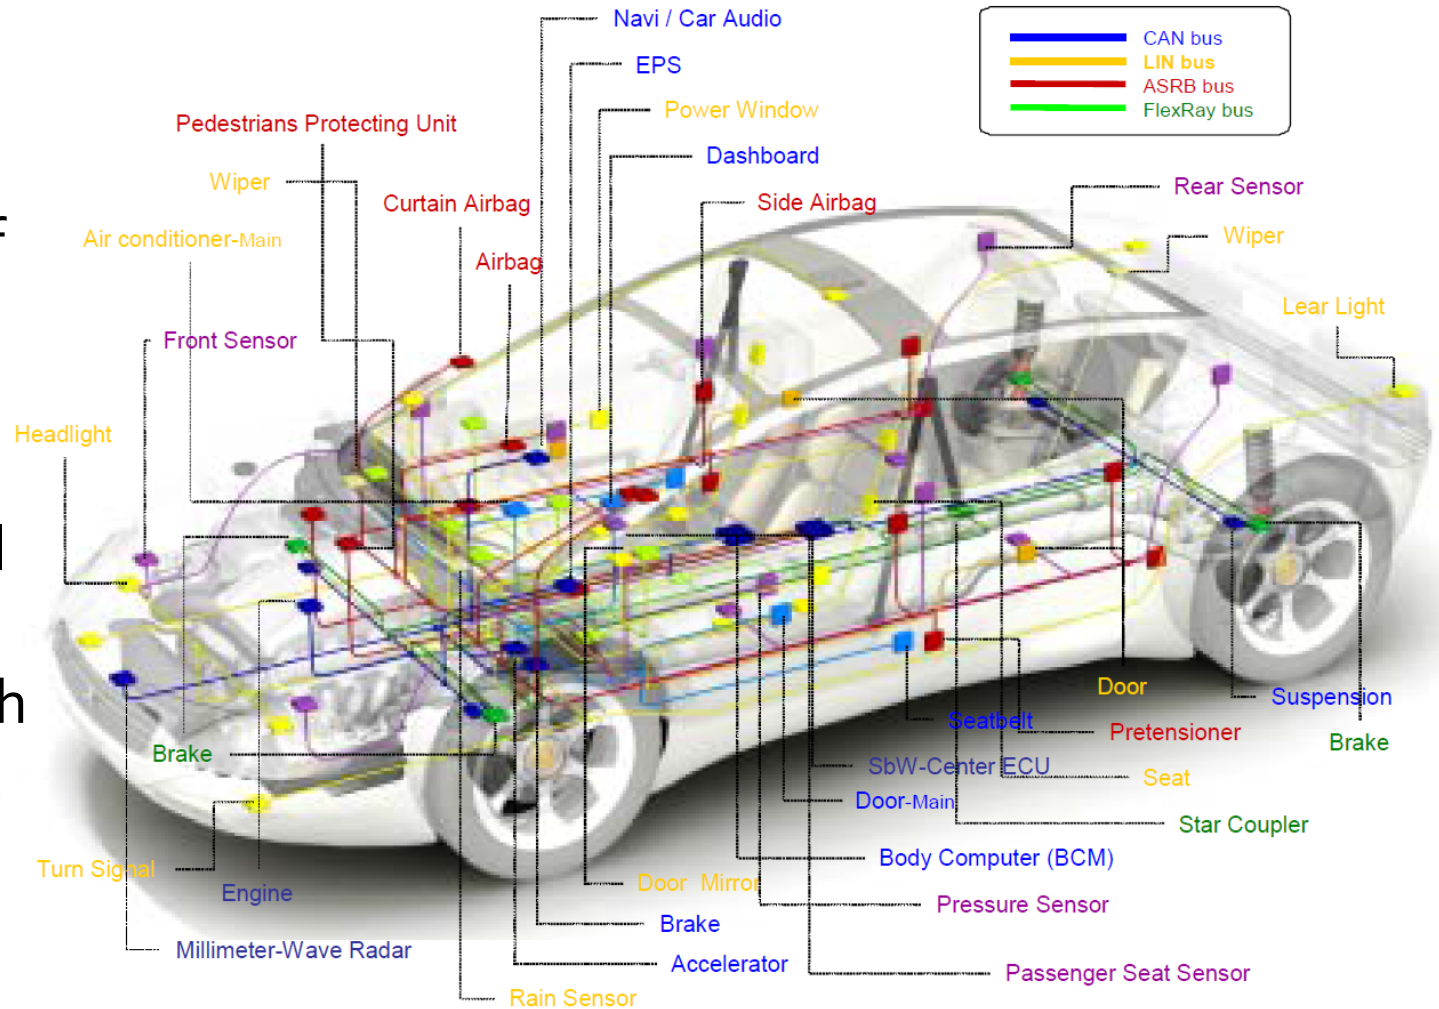 Navi / Car Audio
CAN bus
LIN bus
ASRB bus
FlexRay bus
EPS
Power Window
Pedestrians Protecting Unit
Dashboard
Wiper
Rear Sensor
Curtain Airbag
Side Airbag
f
Air conditioner-Main
Wiper
Airbag
Lear Light
Front Sensor
Headlight
h
Door
Suspension
Seatbelt
Pretensioner
Brake
Brake
SbW-Center ECU
Seat
Door-Main
Star Coupler
Body Computer (BCM)
Turn Signal
Door Mirror
Engine
Pressure Sensor
Brake
Millimeter-Wave Radar
Accelerator
Passenger Seat Sensor
Rain Sensor